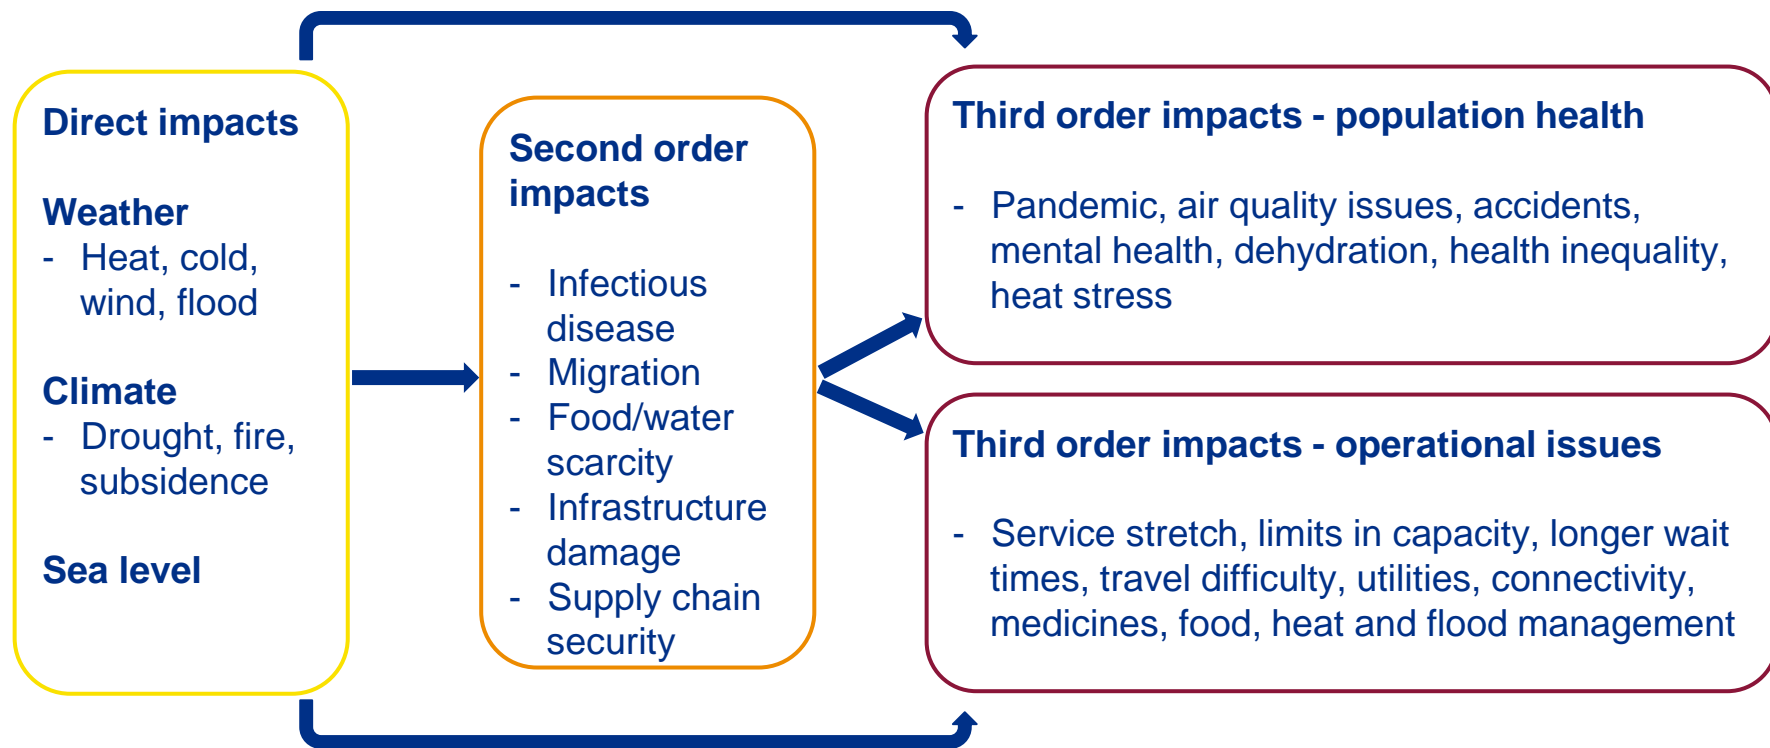 Direct impacts
Weather
- Heat, cold,
wind, flood
Climate
- Drought, fire,
subsidence
Sea level
Second order
impacts
- Infectious
disease
- Migration
- Food/water
scarcity
- Infrastructure
damage
- Supply chain
security
Third order impacts - population health
- Pandemic, air quality issues, accidents,
mental health, dehydration, health inequality,
heat stress
Third order impacts - operational issues
- Service stretch, limits in capacity, longer wait
times, travel difficulty, utilities, connectivity,
medicines, food, heat and flood management